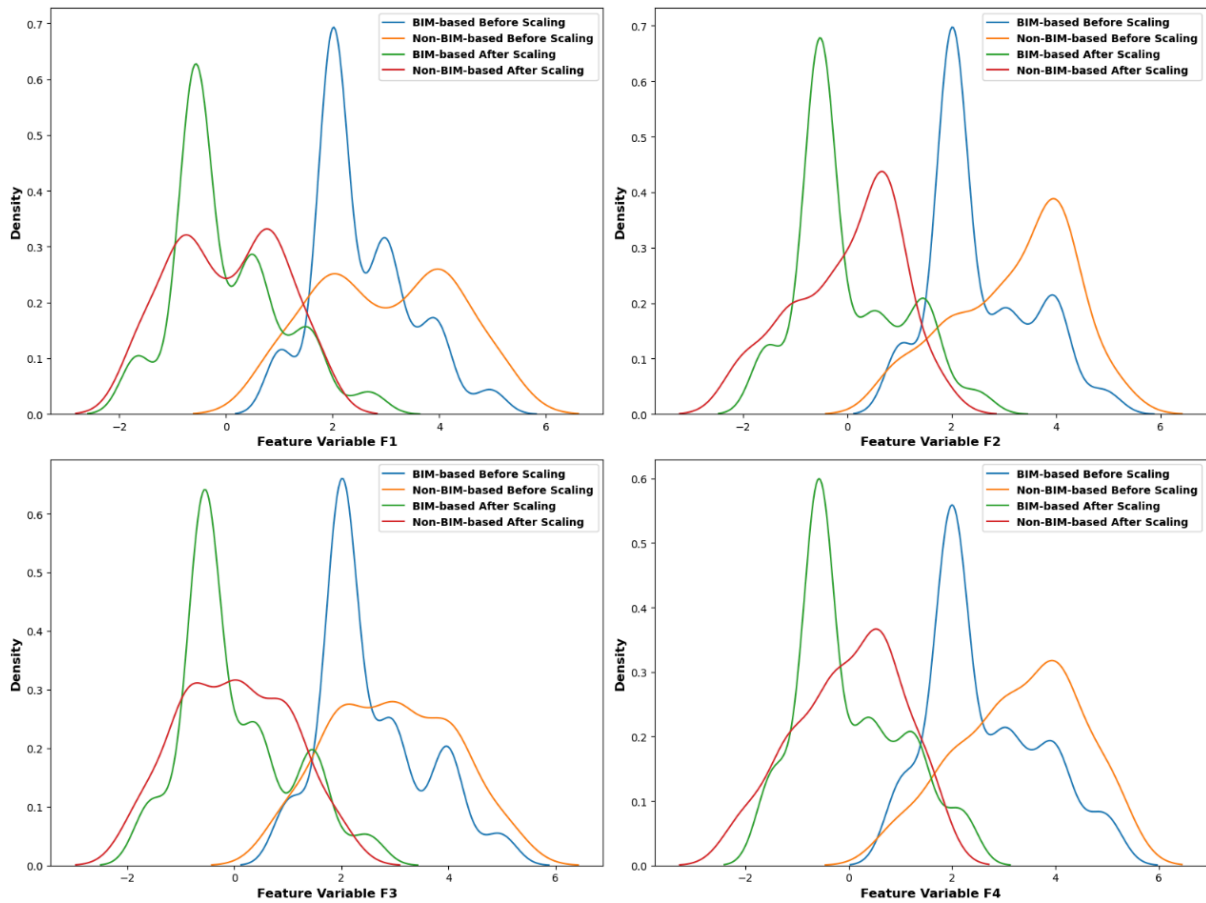 BIM-based Before Scaling
Non-BIM-based Before Scaling
BIM-based After Scaling
Non-BIM-based After Scaling
0.7
0.6
0.5
0.4
0.3
0.2
0.1
0.0
Density
−2 0 2 4 6
Feature Variable F1
BIM-based Before Scaling
Non-BIM-based Before Scaling
BIM-based After Scaling
Non-BIM-based After Scaling
0.7
0.6
0.5
0.4
0.3
0.2
0.1
0.0
Density
−2 0 2 4 6
Feature Variable F2
BIM-based Before Scaling
Non-BIM-based Before Scaling
BIM-based After Scaling
Non-BIM-based After Scaling
0.6
0.5
0.4
0.3
0.2
0.1
0.0
Density
−2 0 2 4 6
Feature Variable F3
BIM-based Before Scaling
Non-BIM-based Before Scaling
BIM-based After Scaling
Non-BIM-based After Scaling
0.6
0.5
0.4
0.3
0.2
0.1
0.0
Density
−2 0 2 4 6
Feature Variable F4